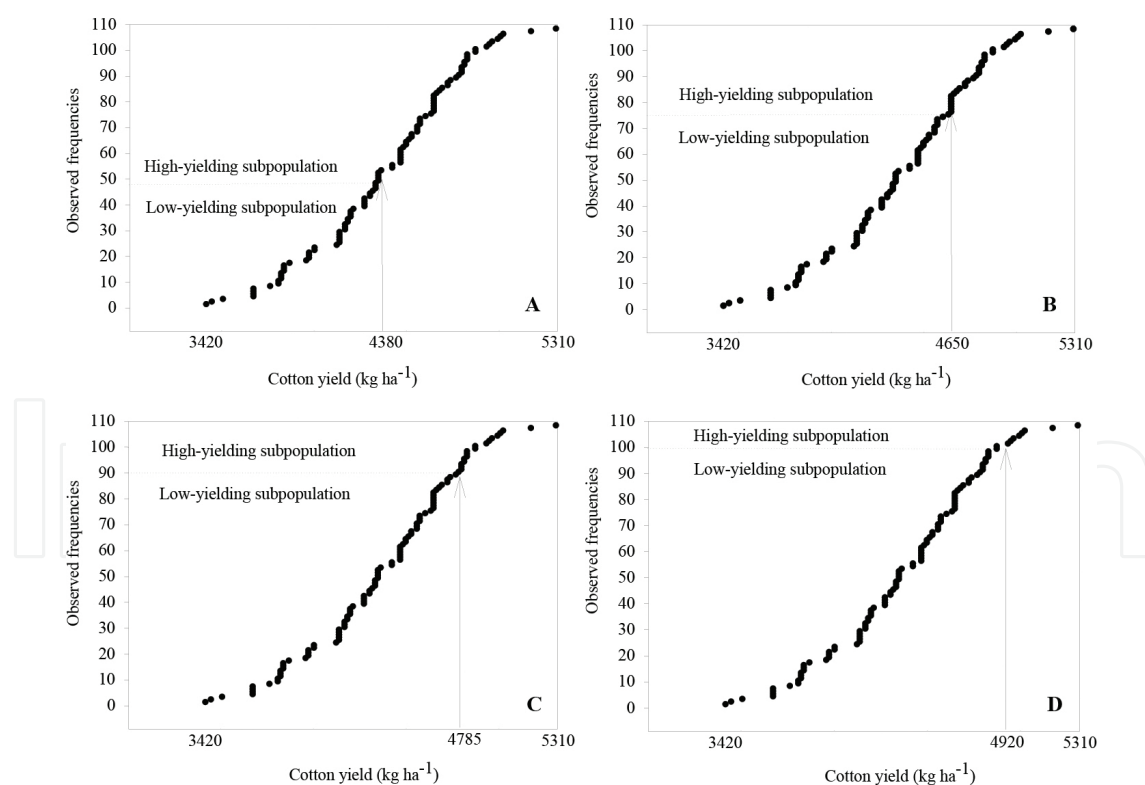 110
100
90
80
70
60
50
40
30
20
10
0
Observed frequencies
High-yielding subpopulation
Low-yielding subpopulation
A
3420 4380 5310
Cotton yield (kg ha-1)
110
100
90
80
70
60
50
40
30
20
10
0
Observed frequencies
High-yielding subpopulation
Low-yielding subpopulation
B
3420 4650 5310
Cotton yield (kg ha-1)
110
100
90
80
70
60
50
40
30
20
10
0
Observed frequencies
High-yielding subpopulation
Low-yielding subpopulation
C
3420 4785 5310
Cotton yield (kg ha-1)
110
100
90
80
70
60
50
40
30
20
10
0
Observed frequencies
High-yielding subpopulation
Low-yielding subpopulation
D
3420 4920 5310
Cotton yield (kg ha-1)